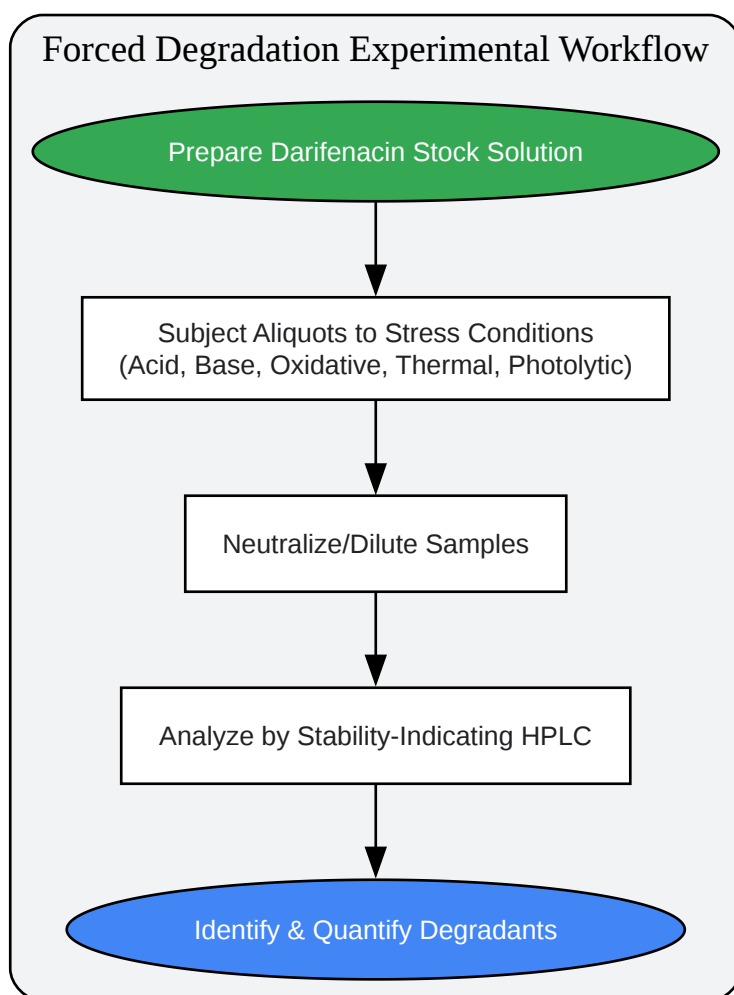 Forced Degradation Experimental Workflow
Prepare Darifenacin Stock Solution
Subject Aliquots to Stress Conditions
(Acid, Base, Oxidative, Thermal, Photolytic)
Neutralize/Dilute Samples
Analyze by Stability-Indicating HPLC
Identify & Quantify Degradants